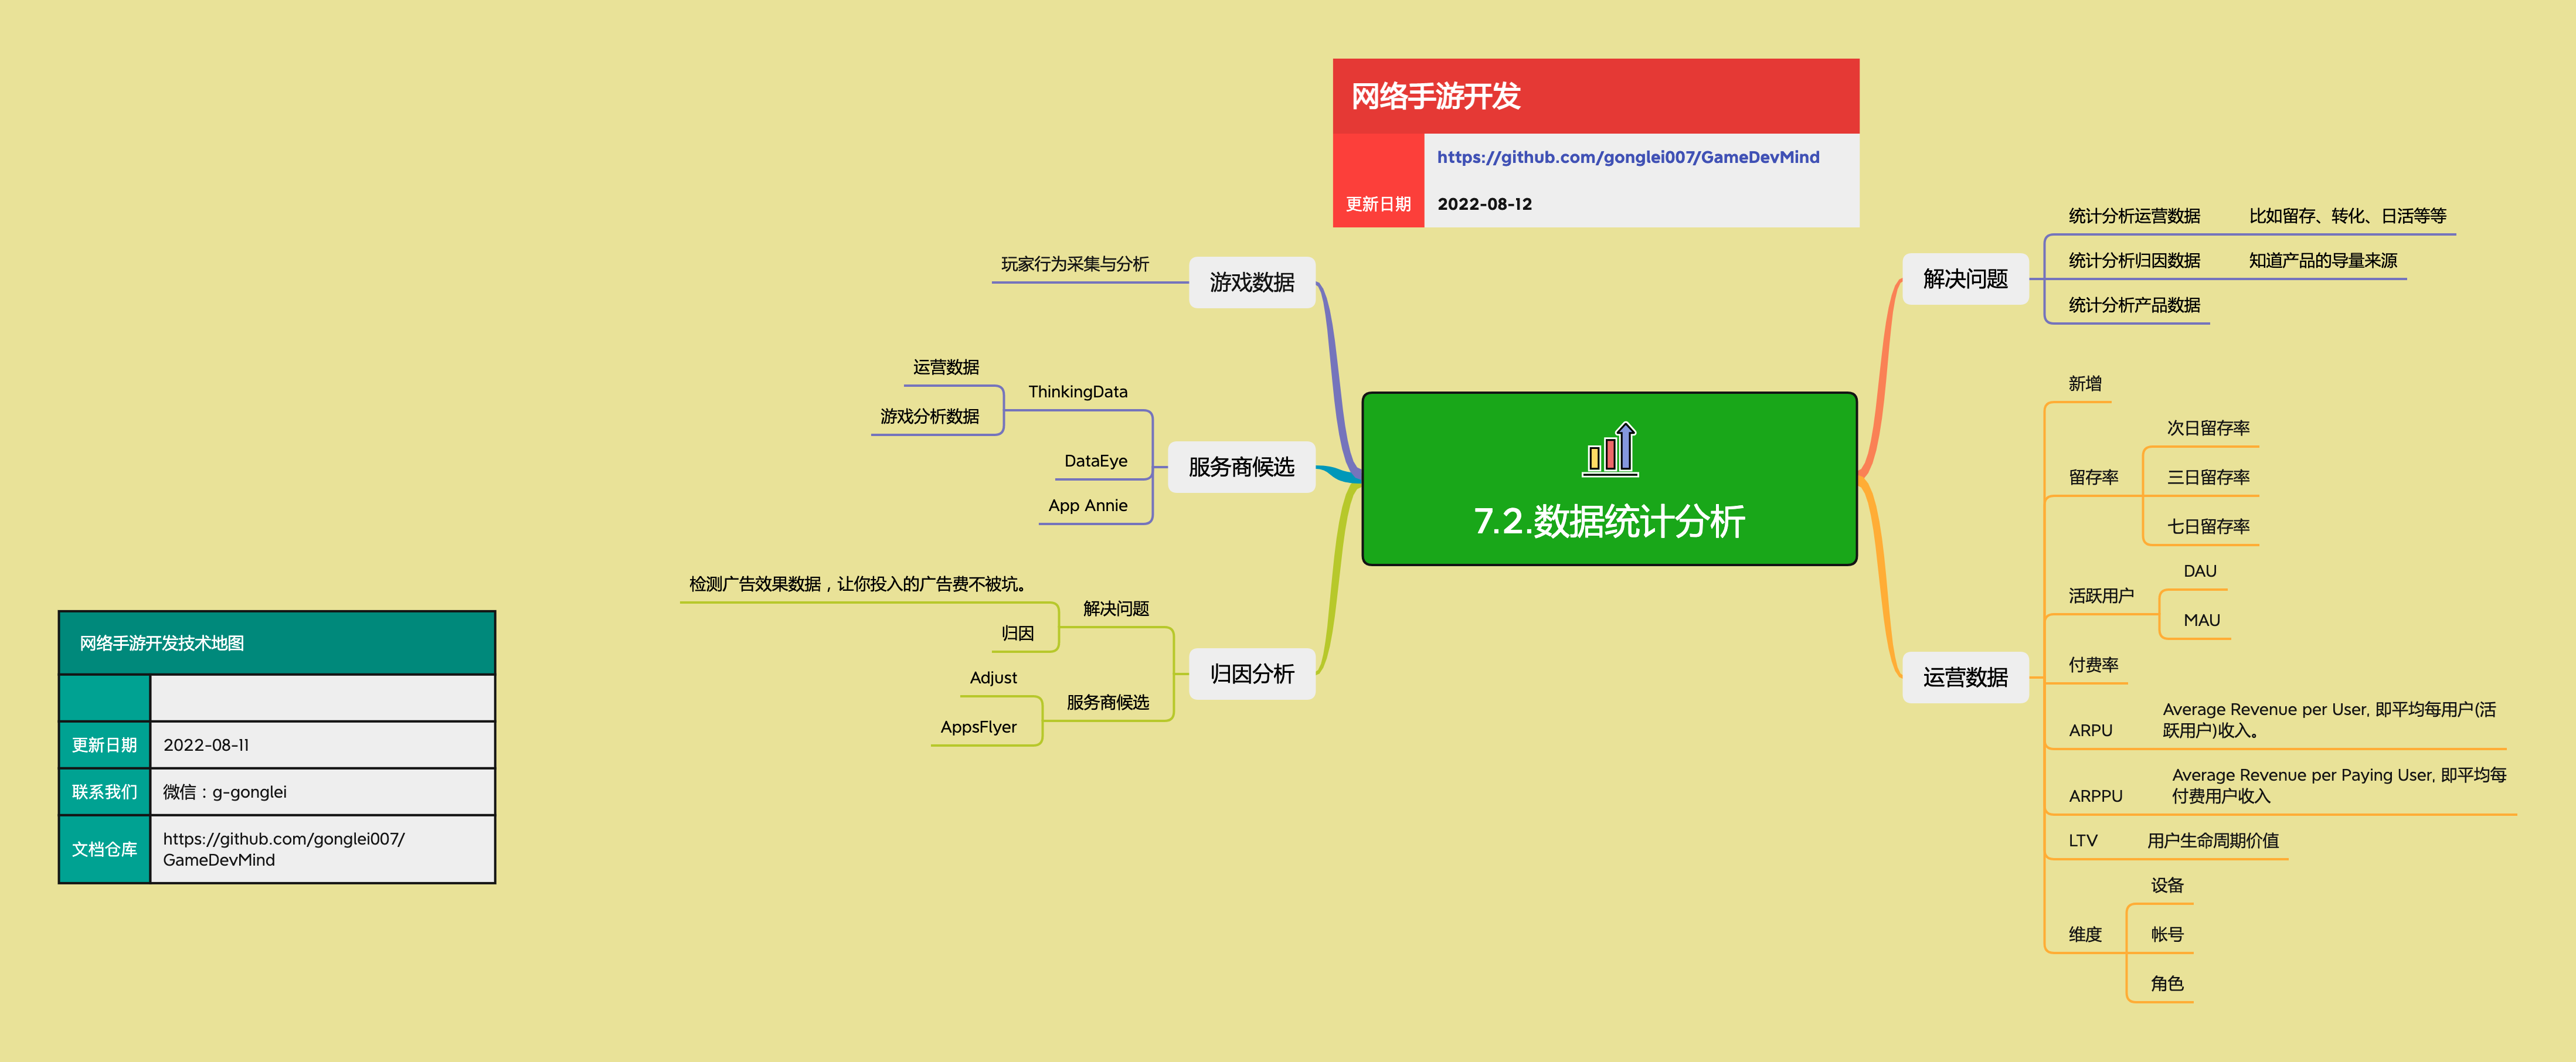 网络手游开发
https://github.com/gonglei007/GameDevMind
更新日期
2022-08-12
7.2.数据统计分析
解决问题
统计分析运营数据
比如留存、转化、日活等等
统计分析归因数据
知道产品的导量来源
统计分析产品数据
运营数据
新增
留存率
次日留存率
三日留存率
七日留存率
活跃用户
DAU
MAU
付费率
ARPU
Average Revenue per User, 即平均每用户(活
跃用户)收入。
ARPPU
Average Revenue per Paying User, 即平均每
付费用户收入
LTV
用户生命周期价值
维度
设备
帐号
角色
游戏数据
玩家行为采集与分析
服务商候选
ThinkingData
运营数据
游戏分析数据
DataEye
App Annie
归因分析
解决问题
检测广告效果数据，让你投入的广告费不被坑。
归因
服务商候选
Adjust
AppsFlyer
网络手游开发技术地图
更新日期
2022-08-11
联系我们
微信：g-gonglei
文档仓库
https://github.com/gonglei007/
GameDevMind